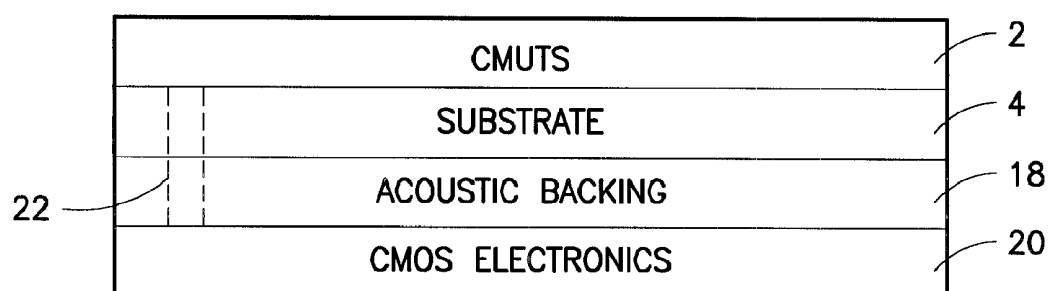 CMUTS
2
SUBSTRATE
4
ACOUSTIC BACKING
18
22
CMOS ELECTRONICS
20